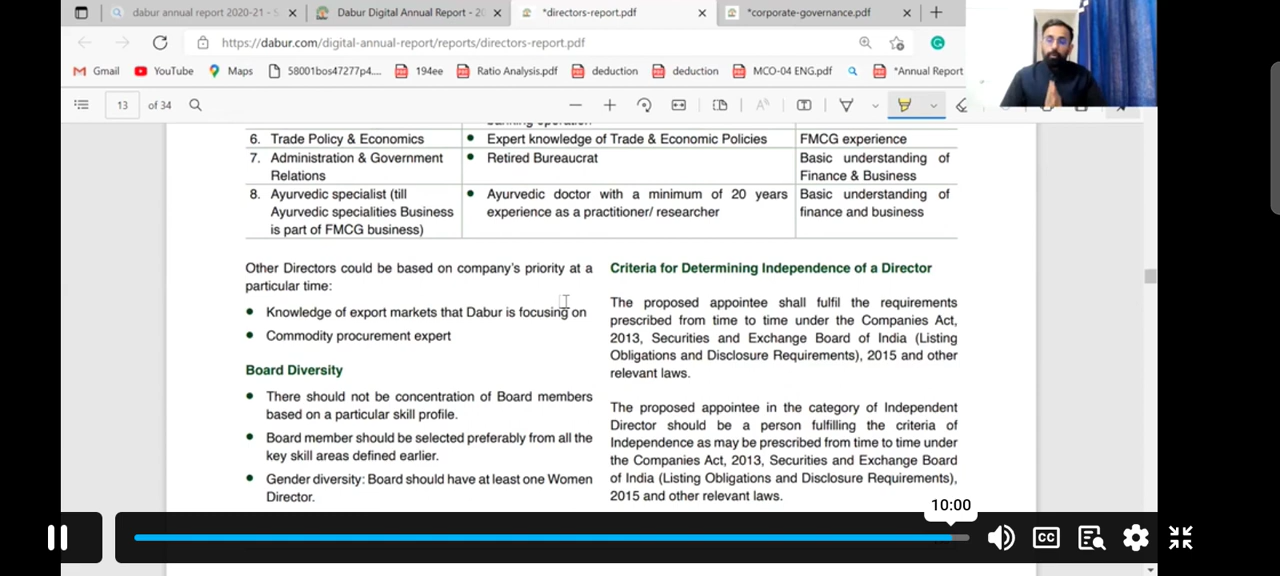 dabur annual report 2020-21 - S
Dabur Digital Annual Report - 20
*directors-report.pdf
*corporate-governance.pdf
https://dabur.com/digital-annual-report/reports/directors-report.pdf
Gmail
YouTube
Maps
58001bos47277p4....
194ee
Ratio Analysis.pdf
deduction
deduction
MCO-04 ENG.pdf
*Annual Report
13 of 34
banking operation
6. Trade Policy & Economics
• Expert knowledge of Trade & Economic Policies
FMCG experience
7. Administration & Government
Relations
• Retired Bureaucrat
Basic understanding of
Finance & Business
8. Ayurvedic specialist (till
Ayurvedic specialities Business
is part of FMCG business)
• Ayurvedic doctor with a minimum of 20 years
experience as a practitioner/ researcher
Basic understanding of
finance and business
Other Directors could be based on company's priority at a
particular time:
• Knowledge of export markets that Dabur is focusing on
• Commodity procurement expert
Board Diversity
• There should not be concentration of Board members
based on a particular skill profile.
• Board member should be selected preferably from all the
key skill areas defined earlier.
• Gender diversity: Board should have at least one Women
Director.
Criteria for Determining Independence of a Director
The proposed appointee shall fulfil the requirements
prescribed from time to time under the Companies Act,
2013, Securities and Exchange Board of India (Listing
Obligations and Disclosure Requirements), 2015 and other
relevant laws.
The proposed appointee in the category of Independent
Director should be a person fulfilling the criteria of
Independence as may be prescribed from time to time under
the Companies Act, 2013, Securities and Exchange Board
of India (Listing Obligations and Disclosure Requirements),
2015 and other relevant laws.
10:00
CC